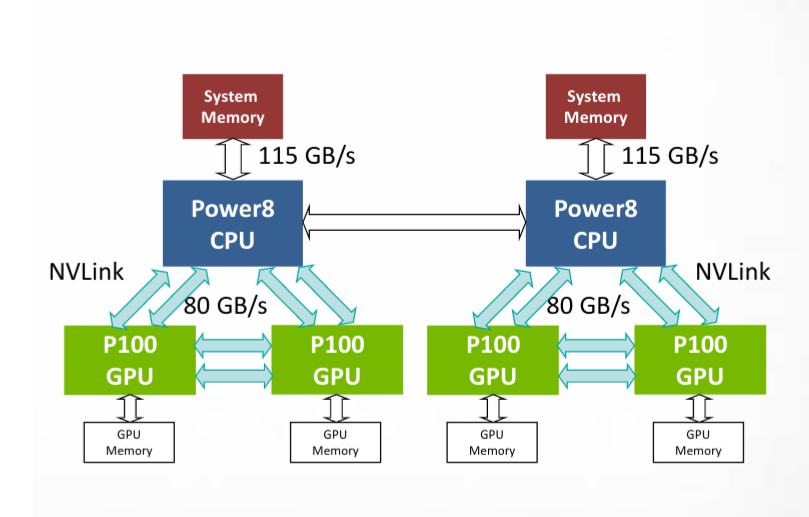 System
Memory
System
Memory
115 GB/s
115 GB/s
Power8
CPU
Power8
CPU
NVLink
NVLink
80 GB/s
80 GB/s
P100
GPU
P100
GPU
P100
GPU
P100
GPU
GPU
Memory
GPU
Memory
GPU
Memory
GPU
Memory